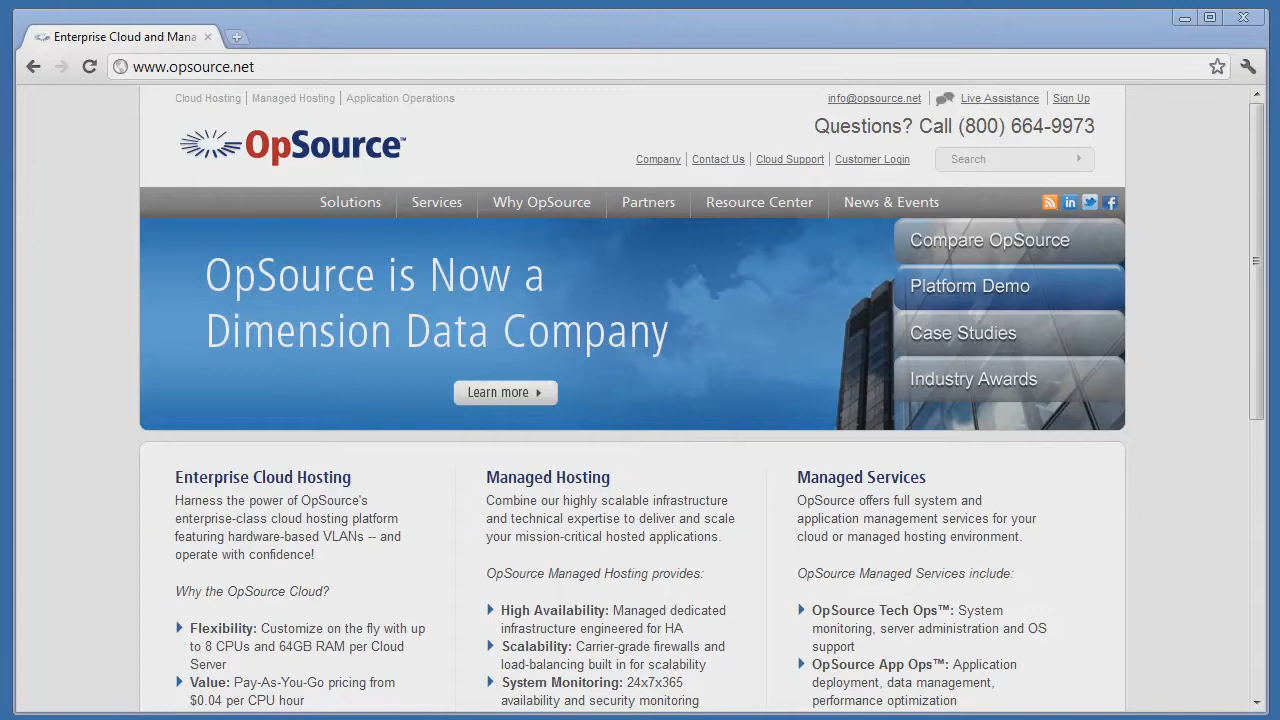 Enterprise Cloud and Mana
www.opsource.net
Cloud Hosting | Managed Hosting | Application Operations
info@opsource.net | Live Assistance | Sign Up
Questions? Call (800) 664-9973
OpSource™
Company | Contact Us | Cloud Support | Customer Login
Search
Solutions Services Why OpSource Partners Resource Center News & Events
OpSource is Now a
Dimension Data Company
Learn more
Compare OpSource
Platform Demo
Case Studies
Industry Awards
Enterprise Cloud Hosting
Harness the power of OpSource's
enterprise-class cloud hosting platform
featuring hardware-based VLANs -- and
operate with confidence!
Why the OpSource Cloud?
Flexibility: Customize on the fly with up
to 8 CPUs and 64GB RAM per Cloud
Server
Value: Pay-As-You-Go pricing from
$0.04 per CPU hour
Managed Hosting
Combine our highly scalable infrastructure
and technical expertise to deliver and scale
your mission-critical hosted applications.
OpSource Managed Hosting provides:
High Availability: Managed dedicated
infrastructure engineered for HA
Scalability: Carrier-grade firewalls and
load-balancing built in for scalability
System Monitoring: 24x7x365
availability and security monitoring
Managed Services
OpSource offers full system and
application management services for your
cloud or managed hosting environment.
OpSource Managed Services include:
OpSource Tech Ops™: System
monitoring, server administration and OS
support
OpSource App Ops™: Application
deployment, data management,
performance optimization